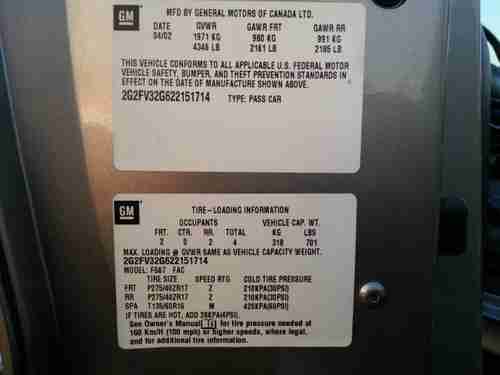 GM
MFD BY GENERAL MOTORS OF CANADA LTD.
DATE GVWR GAWR FRT GAWR RR
04/02 1971 KG 980 KG 991 KG
4346 LB 2161 LB 2185 LB
THIS VEHICLE CONFORMS TO ALL APPLICABLE U.S. FEDERAL MOTOR
VEHICLE SAFETY, BUMPER, AND THEFT PREVENTION STANDARDS IN
EFFECT ON THE DATE OF MANUFACTURE SHOWN ABOVE.
2G2FV32G622151714 TYPE: PASS CAR
GM
TIRE-LOADING INFORMATION
OCCUPANTS VEHICLE CAP. WT.
FRT. CTR. RR. TOTAL KG LBS
2 0 2 4 318 701
MAX. LOADING @ GVWR SAME AS VEHICLE CAPACITY WEIGHT.
2G2FV32G622151714
MODEL: FS87 FAC
TIRE SIZE SPEED RTG COLD TIRE PRESSURE
FRT P275/40ZR17 Z 210KPA(30PSI)
RR P275/40ZR17 Z 210KPA(30PSI)
SPA T135/60R16 M 420KPA(60PSI)
IF TIRES ARE HOT, ADD 28KPA(4PSI).
See Owner's Manual for tire pressure needed at
160 Km/H (100 mph) or higher speeds, where legal,
and for additional tire information.